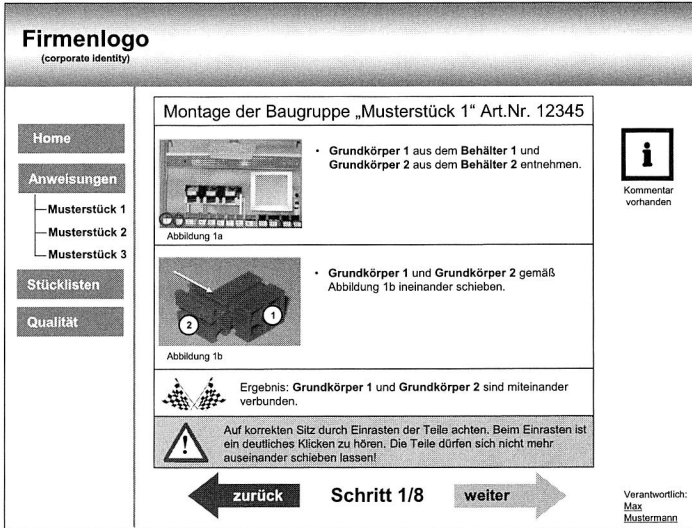 Firmenlogo
(corporate identity)
Home
Anweisungen
Musterstück 1
Musterstück 2
Musterstück 3
Stücklisten
Qualität
Montage der Baugruppe „Musterstück 1" Art.Nr. 12345
• Grundkörper 1 aus dem Behälter 1 und
Grundkörper 2 aus dem Behälter 2 entnehmen.
Abbildung 1a
• Grundkörper 1 und Grundkörper 2 gemäß
Abbildung 1b ineinander schieben.
2
1
Abbildung 1b
Ergebnis: Grundkörper 1 und Grundkörper 2 sind miteinander
verbunden.
!
Auf korrekten Sitz durch Einrasten der Teile achten. Beim Einrasten ist
ein deutliches Klicken zu hören. Die Teile dürfen sich nicht mehr
auseinander schieben lassen!
zurück
Schritt 1/8
weiter
i
Kommentar
vorhanden
Verantwortlich:
Max
Mustermann